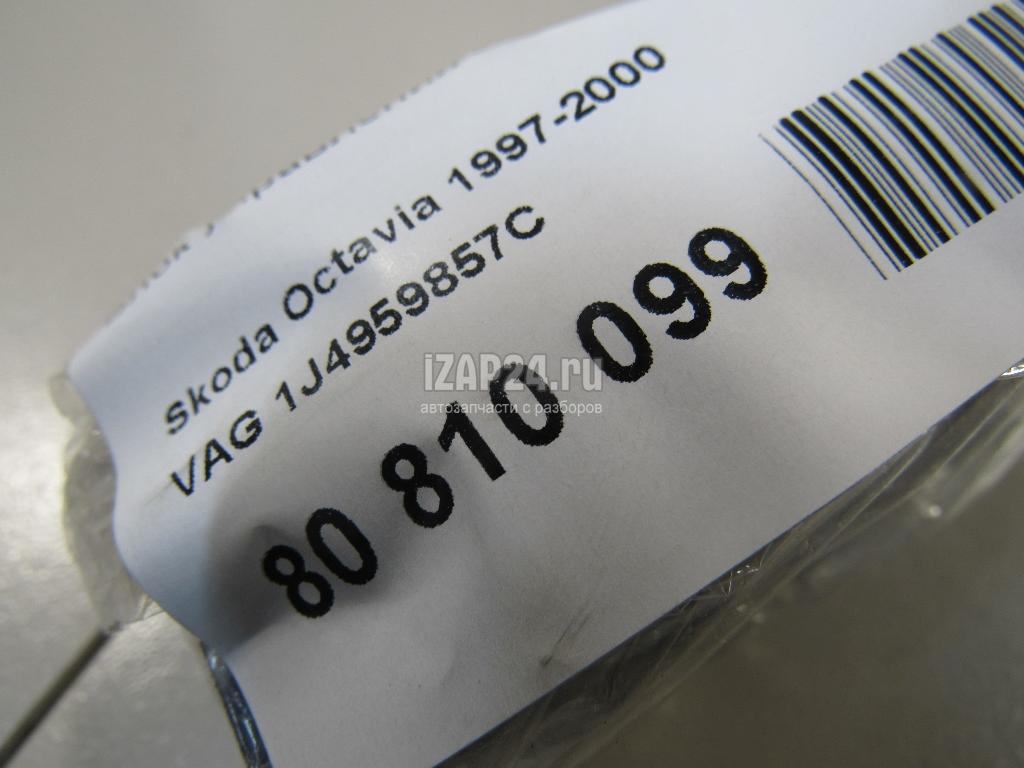 Skoda Octavia 1997-2000
VAG 1J4959857C
80 810 099
iZAP24.ru
автозапчасти с разборов